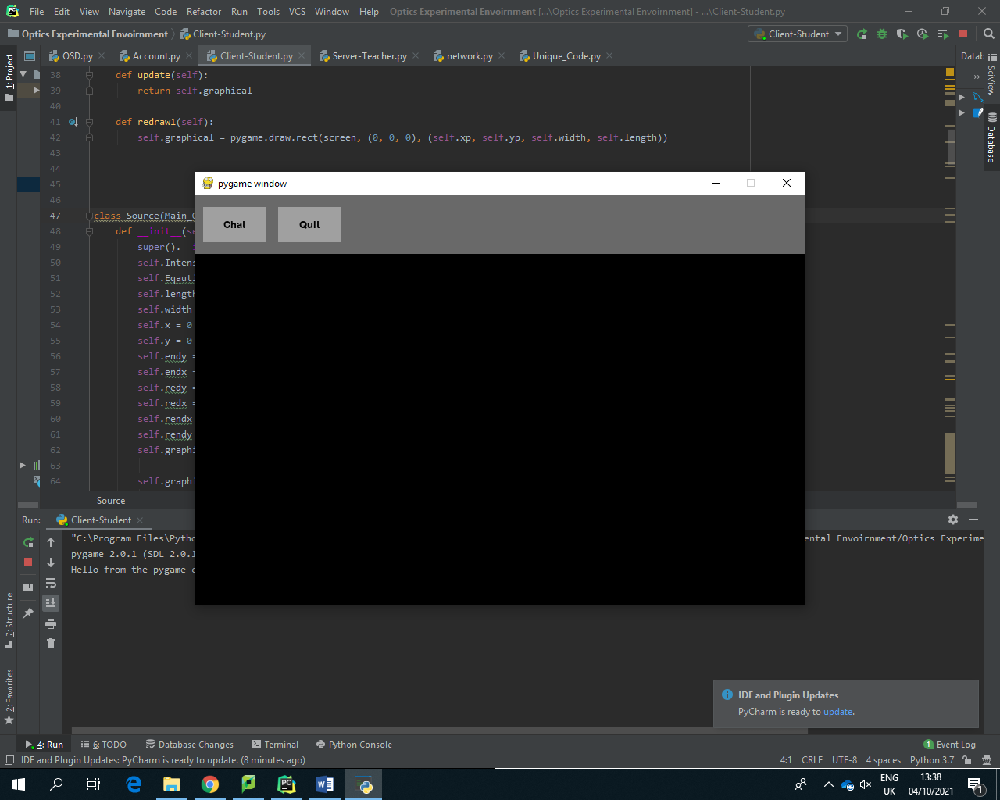 File Edit View Navigate Code Refactor Run Tools VCS Window Help Optics Experimental Envoirnment [...\Optics Experimental Envoirnment] - ...\Client-Student.py
Optics Experimental Envoirnment Client-Student.py Client-Student
OSD.py Account.py Client-Student.py Server-Teacher.py network.py Unique_Code.py Datab
1: Project
SciView
Database
38 def update(self):
39 return self.graphical
40
41 def redraw1(self):
42 self.graphical = pygame.draw.rect(screen, (0, 0, 0), (self.xp, self.yp, self.width, self.length))
43
44
45
46
47 class Source(Main_
48 def __init__(se
49 super().__
50 self.Intens
51 self.Eqauti
52 self.length
53 self.width
54 self.x = 0
55 self.y = 0
56 self.endy =
57 self.endx =
58 self.redy =
59 self.redx =
60 self.rendx
61 self.rendy
62 self.graphi
63
64 self.graphi
Source
pygame window
Chat Quit
Run: Client-Student
"C:\Program Files\Pytho mental Envoirnment/Optics Experime
pygame 2.0.1 (SDL 2.0.1
Hello from the pygame c
7: Structure
2: Favorites
IDE and Plugin Updates
PyCharm is ready to update.
4: Run 6: TODO Database Changes Terminal Python Console 1 Event Log
IDE and Plugin Updates: PyCharm is ready to update. (8 minutes ago) 4:1 CRLF UTF-8 4 spaces Python 3.7
ENG 13:38
UK 04/10/2021 1